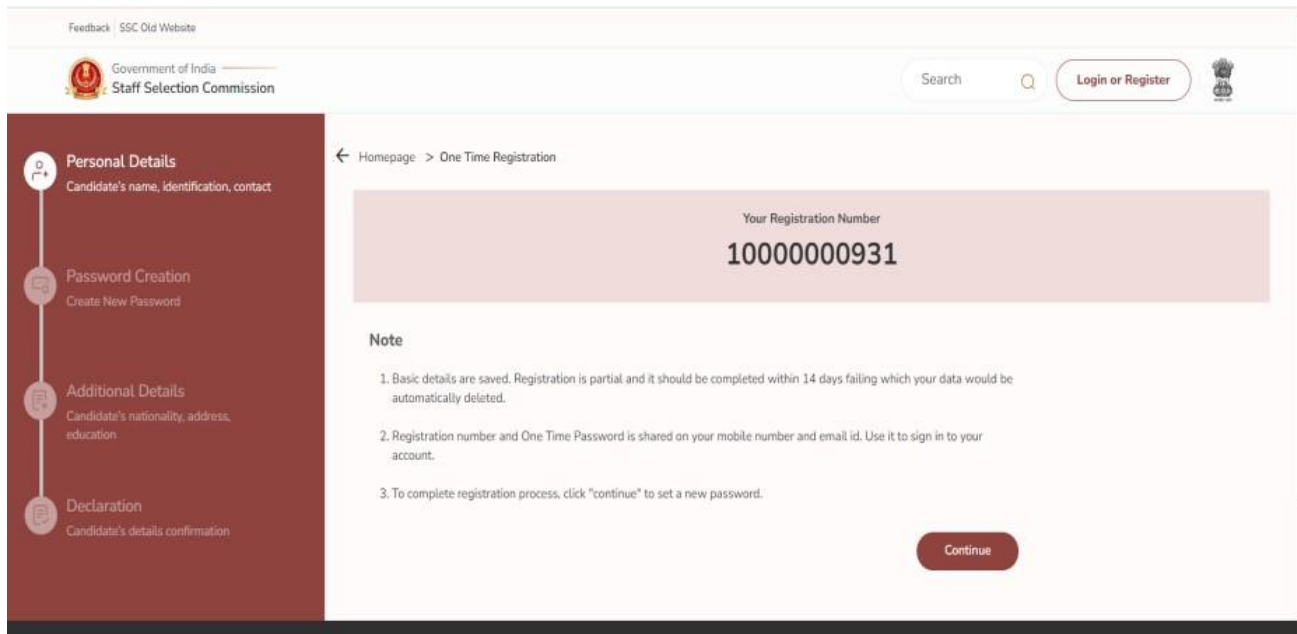 Feedback SSC Old Website
Government of India
Staff Selection Commission
Search
Login or Register
Personal Details
Candidate's name, identification, contact
Password Creation
Create New Password
Additional Details
Candidate's nationality, address,
education
Declaration
Candidate's details confirmation
Homepage > One Time Registration
Your Registration Number
10000000931
Note
1. Basic details are saved. Registration is partial and it should be completed within 14 days failing which your data would be
automatically deleted.
2. Registration number and One Time Password is shared on your mobile number and email id. Use it to sign in to your
account.
3. To complete registration process, click "continue" to set a new password.
Continue